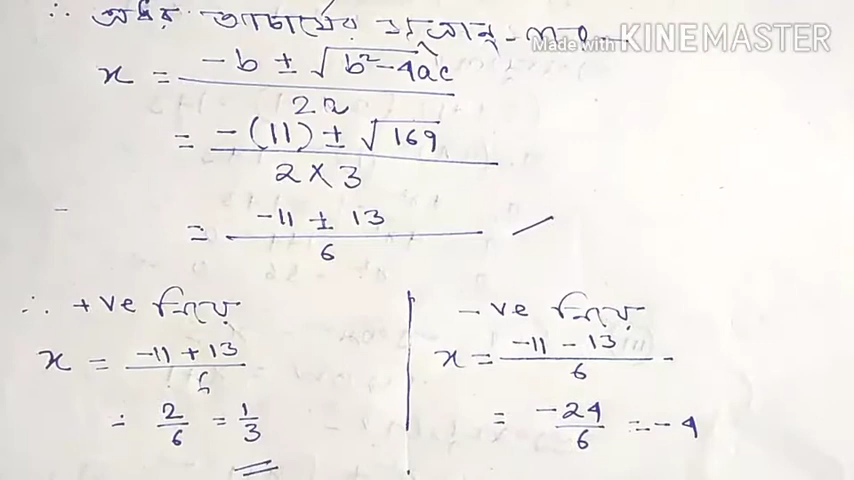 ∴ শ্রীধর আচার্যের
Made with KINEMASTER
x = (-b ± √(b²-4ac)) / 2a
= (-(11) ± √169) / (2 × 3)
= (-11 ± 13) / 6
∴ +ve নিয়ে
x = (-11 + 13) / 6
= 2/6 = 1/3
- ve নিয়ে
x = (-11 - 13) / 6
= -24/6 = -4